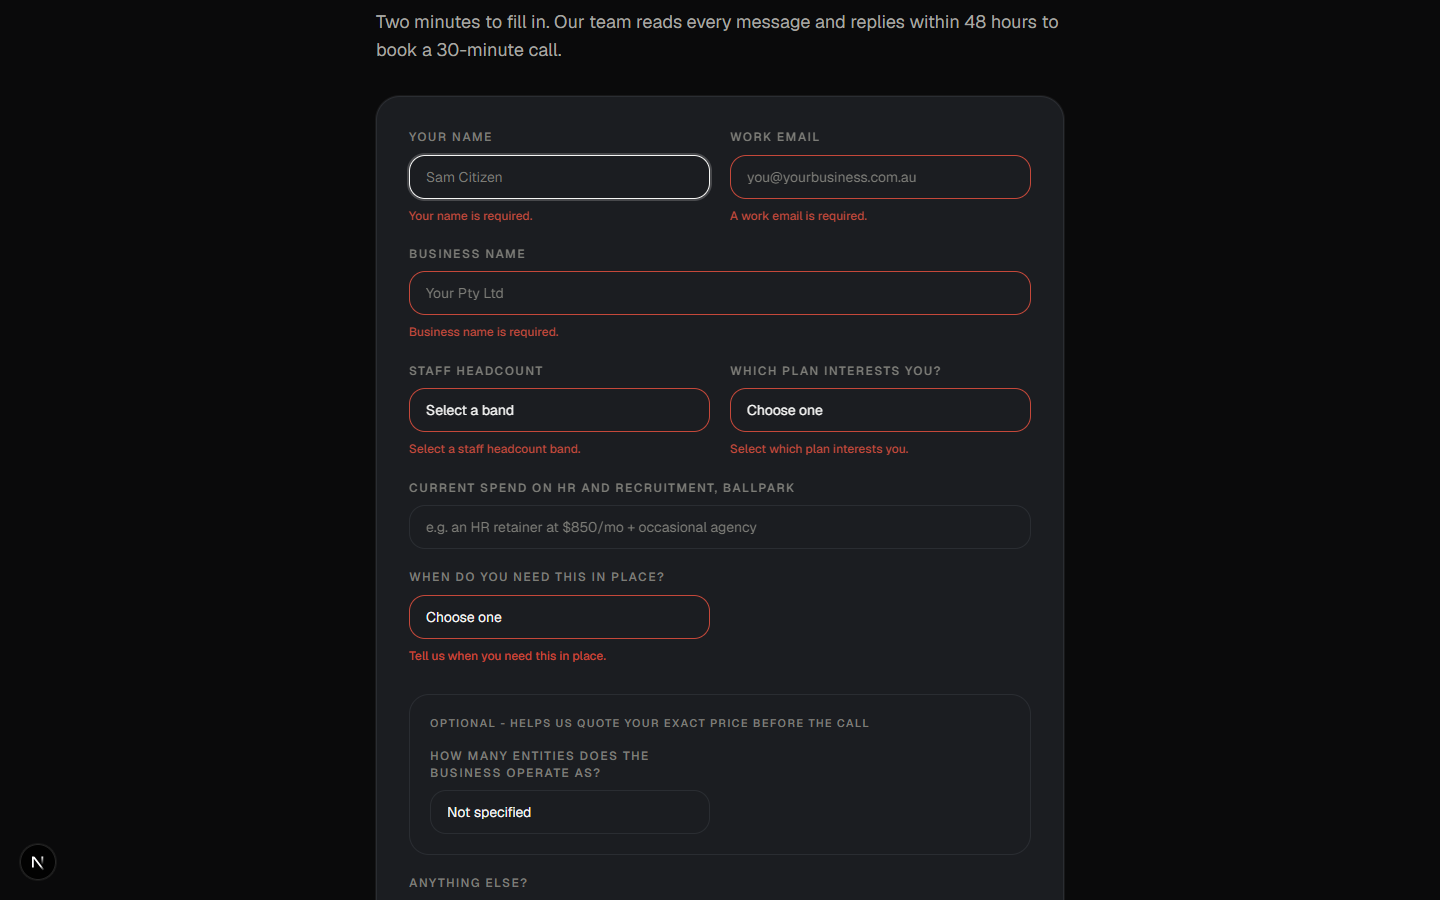 Two minutes to fill in. Our team reads every message and replies within 48 hours to
book a 30-minute call.
YOUR NAME
WORK EMAIL
Sam Citizen
you@yourbusiness.com.au
Your name is required.
A work email is required.
BUSINESS NAME
Your Pty Ltd
Business name is required.
STAFF HEADCOUNT
WHICH PLAN INTERESTS YOU?
Select a band
Choose one
Select a staff headcount band.
Select which plan interests you.
CURRENT SPEND ON HR AND RECRUITMENT, BALLPARK
e.g. an HR retainer at $850/mo + occasional agency
WHEN DO YOU NEED THIS IN PLACE?
Choose one
Tell us when you need this in place.
OPTIONAL - HELPS US QUOTE YOUR EXACT PRICE BEFORE THE CALL
HOW MANY ENTITIES DOES THE
BUSINESS OPERATE AS?
Not specified
N
ANYTHING ELSE?